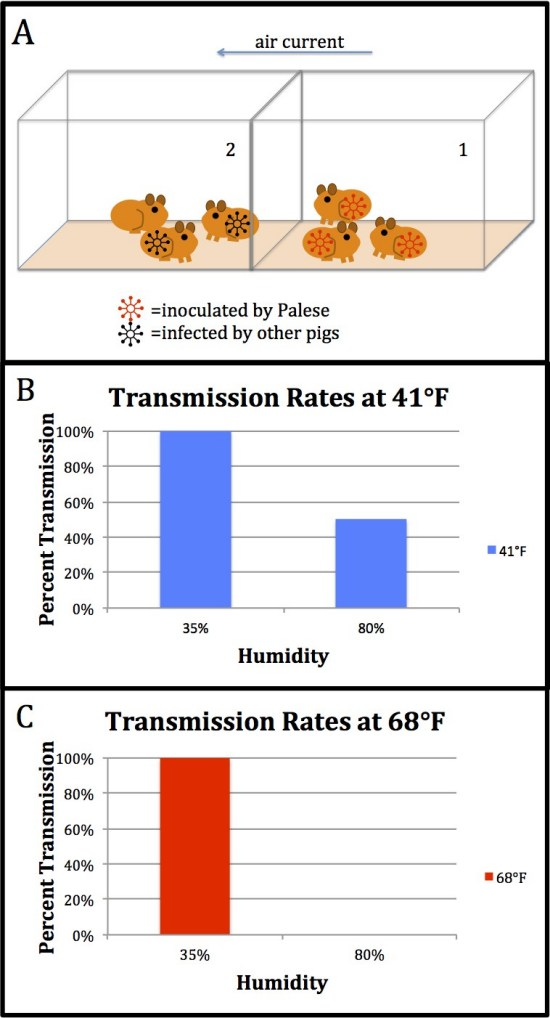 A
air current
2
1
=inoculated by Palese
=infected by other pigs
B
Transmission Rates at 41°F
Percent Transmission
100%
80%
60%
40%
20%
0%
35%
80%
Humidity
41°F
C
Transmission Rates at 68°F
Percent Transmission
100%
80%
60%
40%
20%
0%
35%
80%
Humidity
68°F